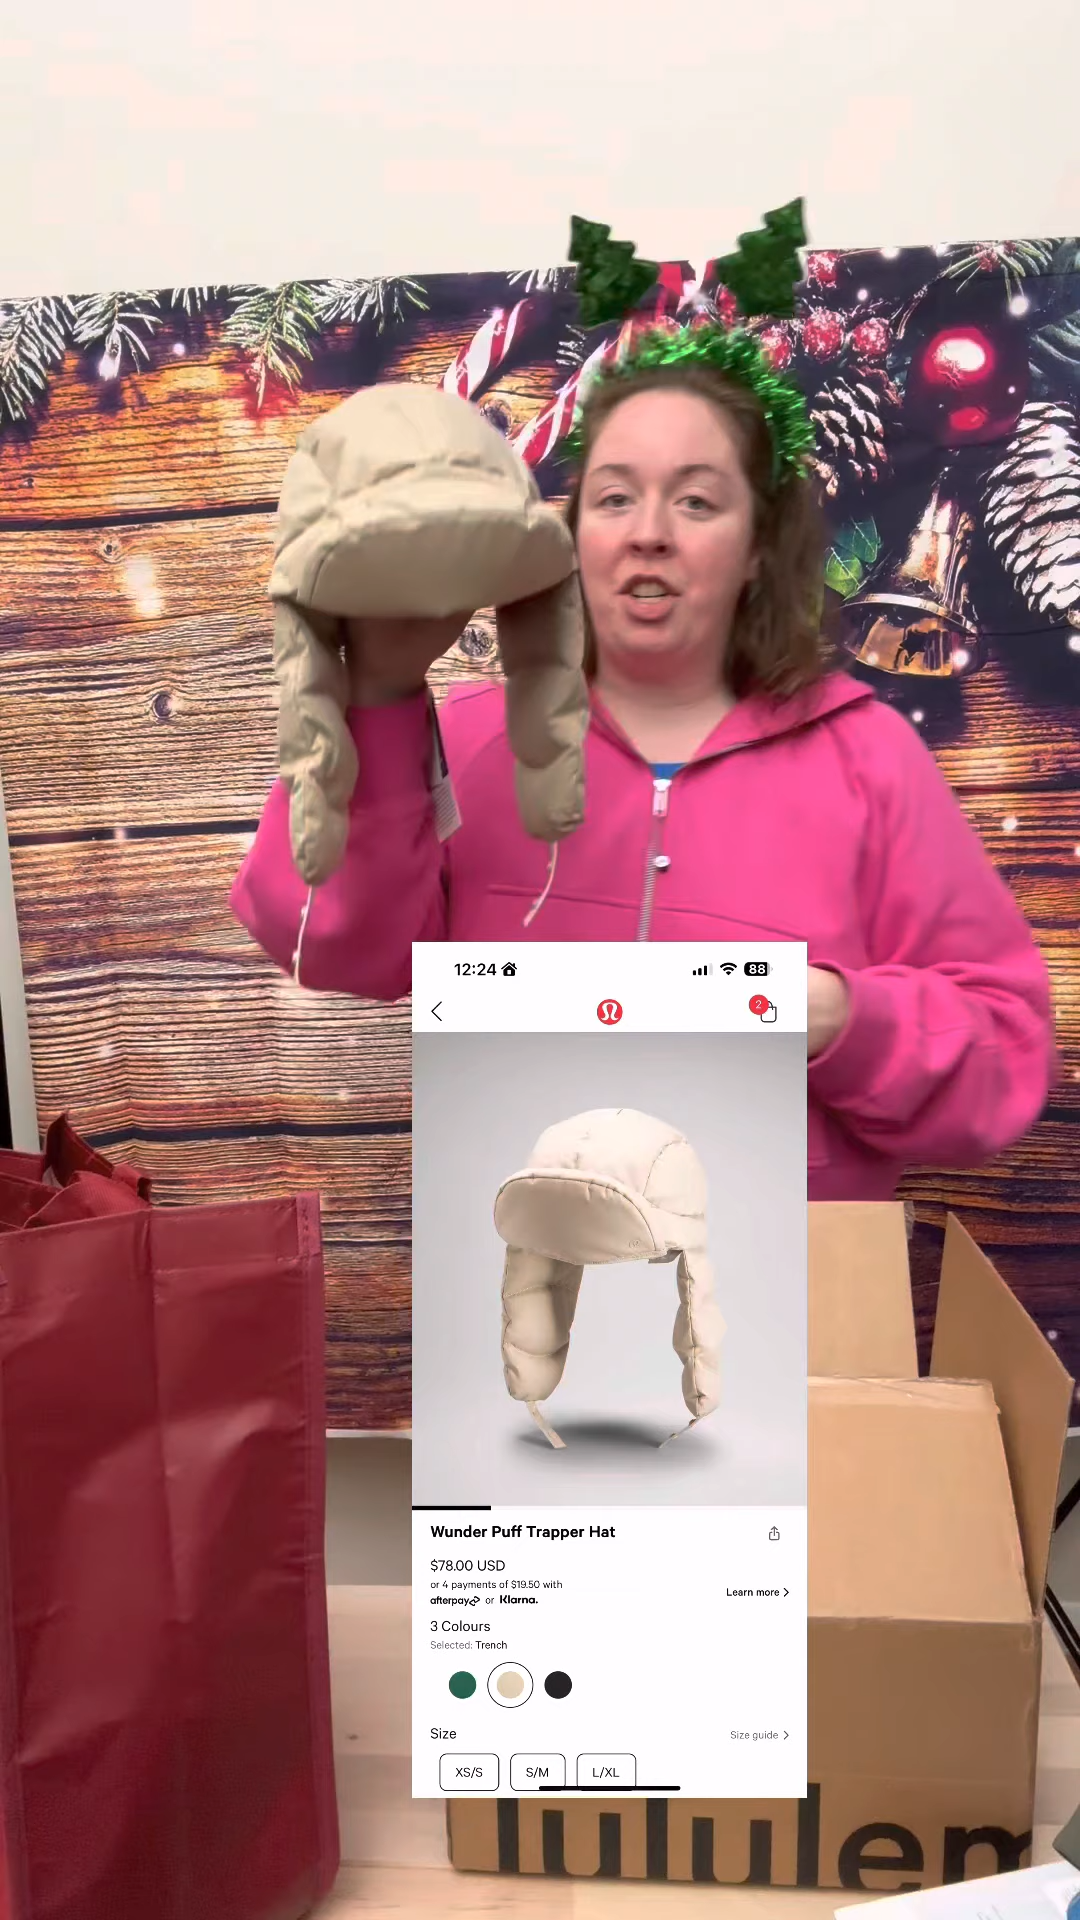 12:24
88
2
Wunder Puff Trapper Hat
$78.00 USD
or 4 payments of $19.50 with
Learn more
afterpay or Klarna.
3 Colours
Selected: Trench
Size
Size guide
XS/S S/M L/XL
lululem